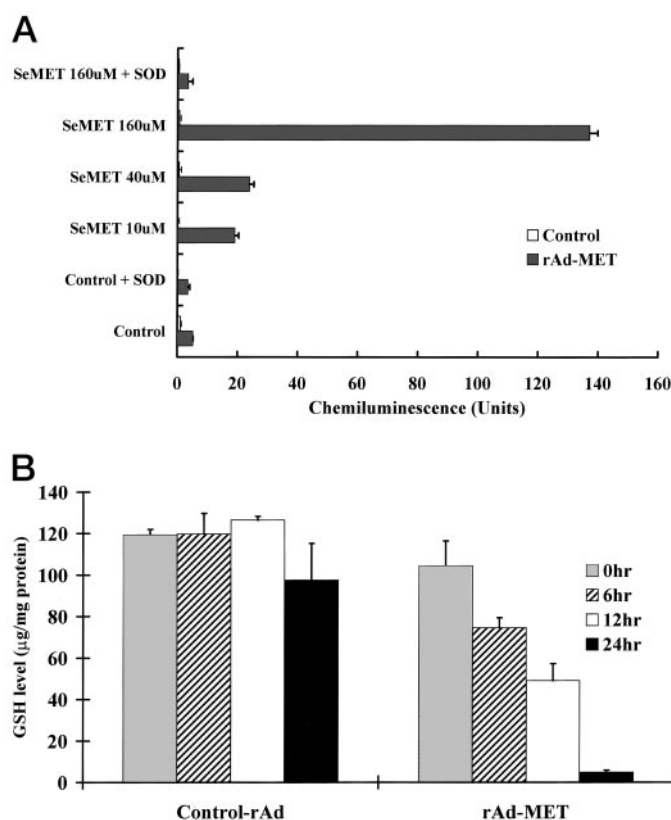 A
SeMET 160uM + SOD
SeMET 160uM
SeMET 40uM
SeMET 10uM
Control + SOD
Control
Control
rAd-MET
0 20 40 60 80 100 120 140 160
Chemiluminescence (Units)
B
GSH level (μg/mg protein)
140
120
100
80
60
40
20
0
0hr
6hr
12hr
24hr
Control-rAd rAd-MET